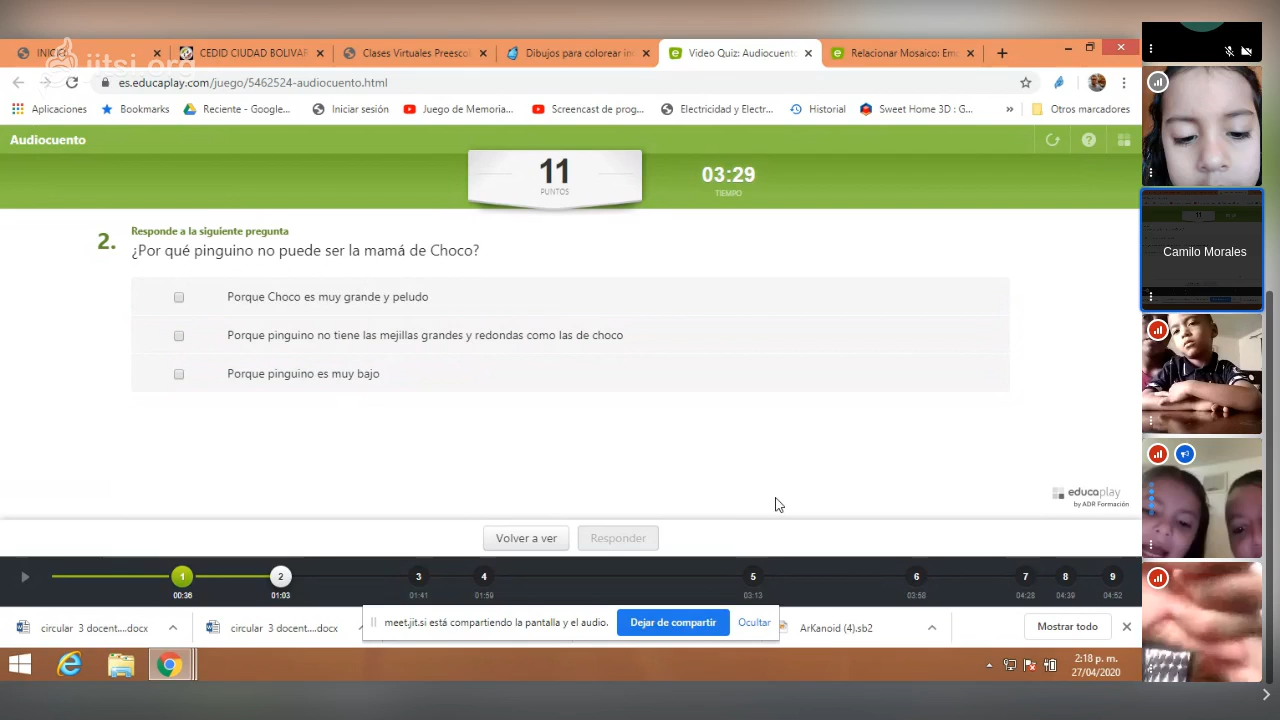 jitsi.org
INICIO
CEDID CIUDAD BOLIVAR
Clases Virtuales Preescol
Dibujos para colorear in
Video Quiz: Audiocuento
Relacionar Mosaico: Emo
es.educaplay.com/juego/5462524-audiocuento.html
Aplicaciones
Bookmarks
Reciente - Google...
Iniciar sesión
Juego de Memoria...
Screencast de prog...
Electricidad y Electr...
Historial
Sweet Home 3D : G...
»
Otros marcadores
Audiocuento
11
PUNTOS
03:29
TIEMPO
2.
Responde a la siguiente pregunta
¿Por qué pinguino no puede ser la mamá de Choco?
Porque Choco es muy grande y peludo
Porque pinguino no tiene las mejillas grandes y redondas como las de choco
Porque pinguino es muy bajo
educaplay
by ADR Formación
Volver a ver
Responder
1 2 3 4 5 6 7 8 9
00:36 01:03 01:41 01:59 03:13 03:58 04:28 04:39 04:52
circular 3 docent....docx
circular 3 docent....docx
meet.jit.si está compartiendo la pantalla y el audio.
Dejar de compartir
Ocultar
ArKanoid (4).sb2
Mostrar todo
2:18 p. m.
27/04/2020
Camilo Morales